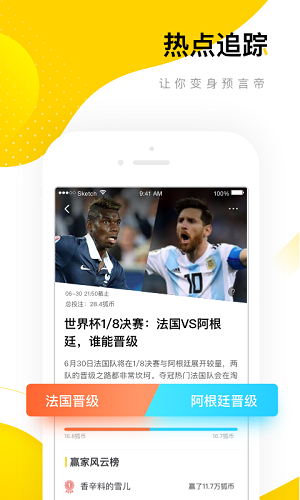 热点追踪
让你变身预言帝
Sketch
9:41 AM
100%
06-30 21:50截止
总投注：28.4狐币
世界杯1/8决赛：法国VS阿根
廷，谁能晋级
6月30日法国队将在1/8决赛与阿根廷展开较量，两
队的晋级之路都非常坎坷。夺冠热门法国队会在淘
法国晋级
阿根廷晋级
16.8狐币
16.7狐币
赢家风云榜
香辛料的雪儿
赢了11.7万狐币